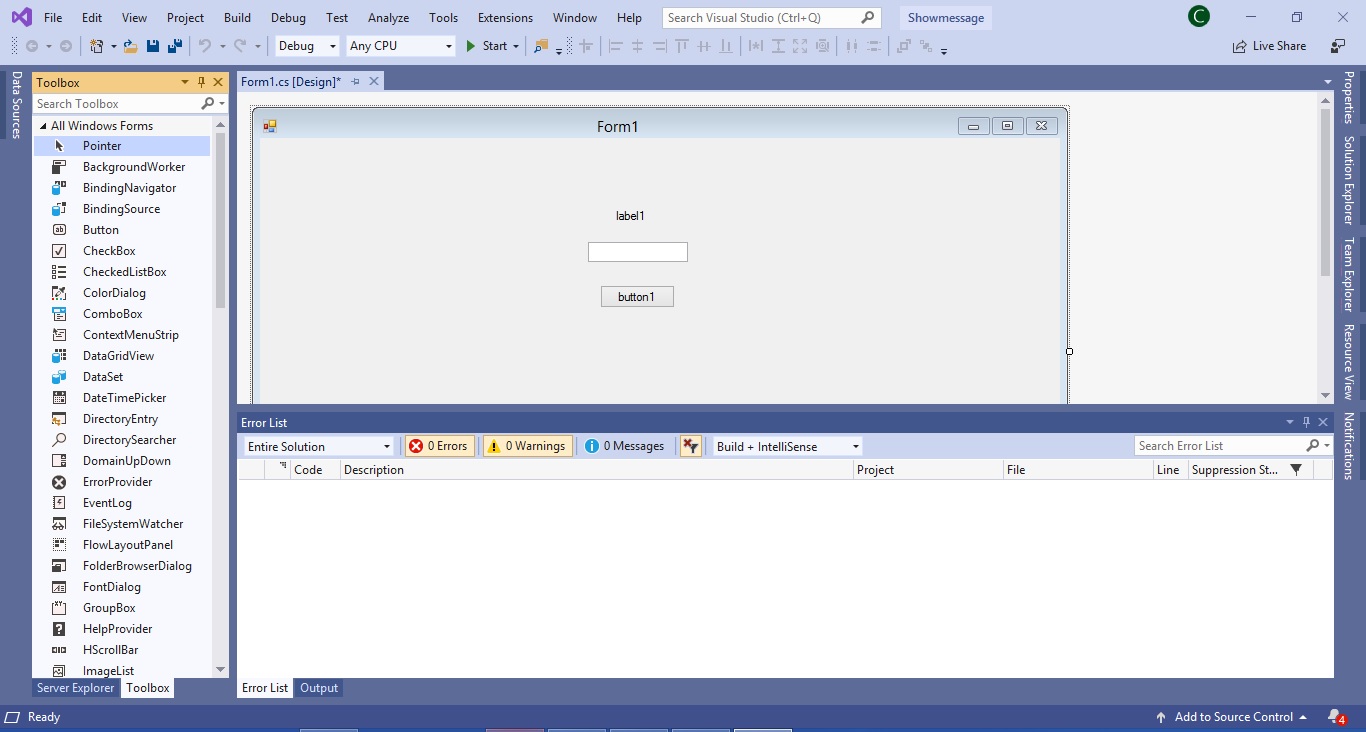 File Edit View Project Build Debug Test Analyze Tools Extensions Window Help Search Visual Studio (Ctrl+Q) Showmessage C
Debug Any CPU Start Live Share
Data Sources
Toolbox
Search Toolbox
All Windows Forms
Pointer
BackgroundWorker
BindingNavigator
BindingSource
Button
CheckBox
CheckedListBox
ColorDialog
ComboBox
ContextMenuStrip
DataGridView
DataSet
DateTimePicker
DirectoryEntry
DirectorySearcher
DomainUpDown
ErrorProvider
EventLog
FileSystemWatcher
FlowLayoutPanel
FolderBrowserDialog
FontDialog
GroupBox
HelpProvider
HScrollBar
ImageList
Server Explorer Toolbox
Form1.cs [Design]*
Form1
label1
button1
Error List
Entire Solution 0 Errors 0 Warnings 0 Messages Build + IntelliSense Search Error List
Code Description Project File Line Suppression St...
Error List Output
Properties
Solution Explorer
Team Explorer
Resource View
Notifications
Ready Add to Source Control 4